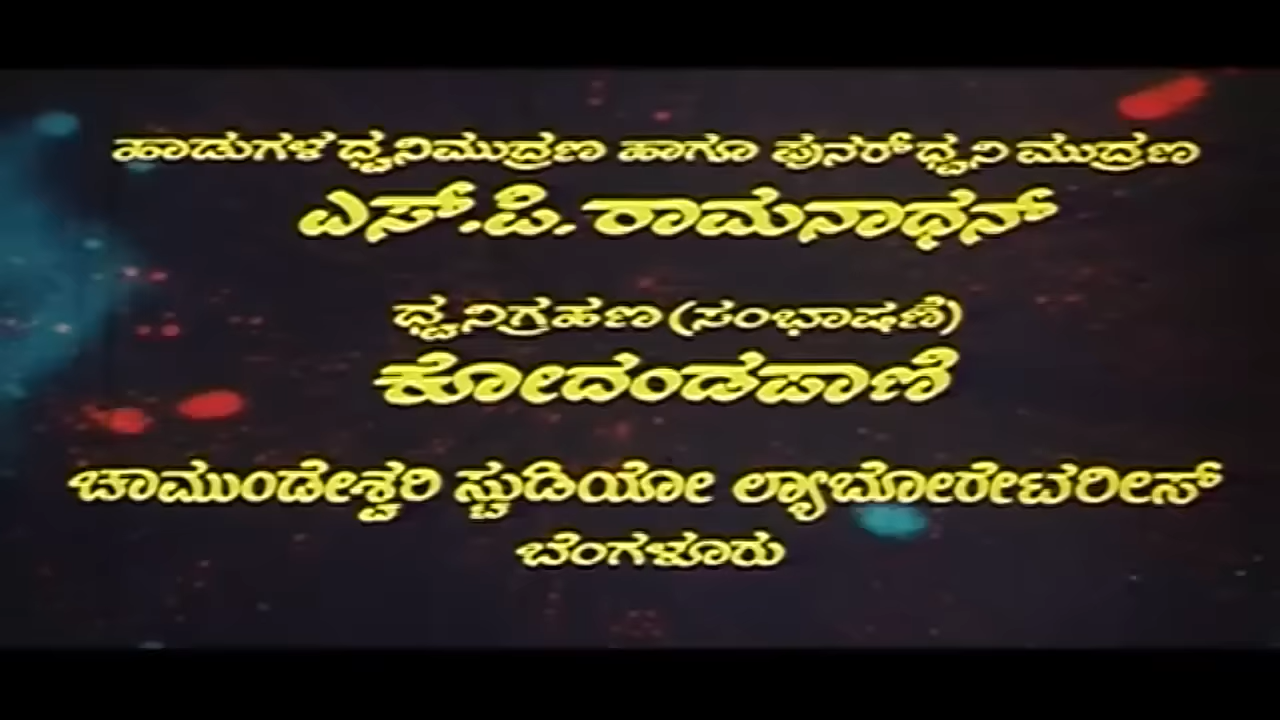 ಹಾಡುಗಳ ಧ್ವನಿಮುದ್ರಣ ಹಾಗೂ ಪುನರ್ ಧ್ವನಿ ಮುದ್ರಣ
ಎಸ್.ಪಿ. ರಾಮನಾಥನ್
ಧ್ವನಿಗ್ರಹಣ (ಸಂಭಾಷಣೆ)
ಕೋದಂಡಪಾಣಿ
ಚಾಮುಂಡೇಶ್ವರಿ ಸ್ಟುಡಿಯೋ ಲ್ಯಾಬೋರೇಟರೀಸ್
ಬೆಂಗಳೂರು